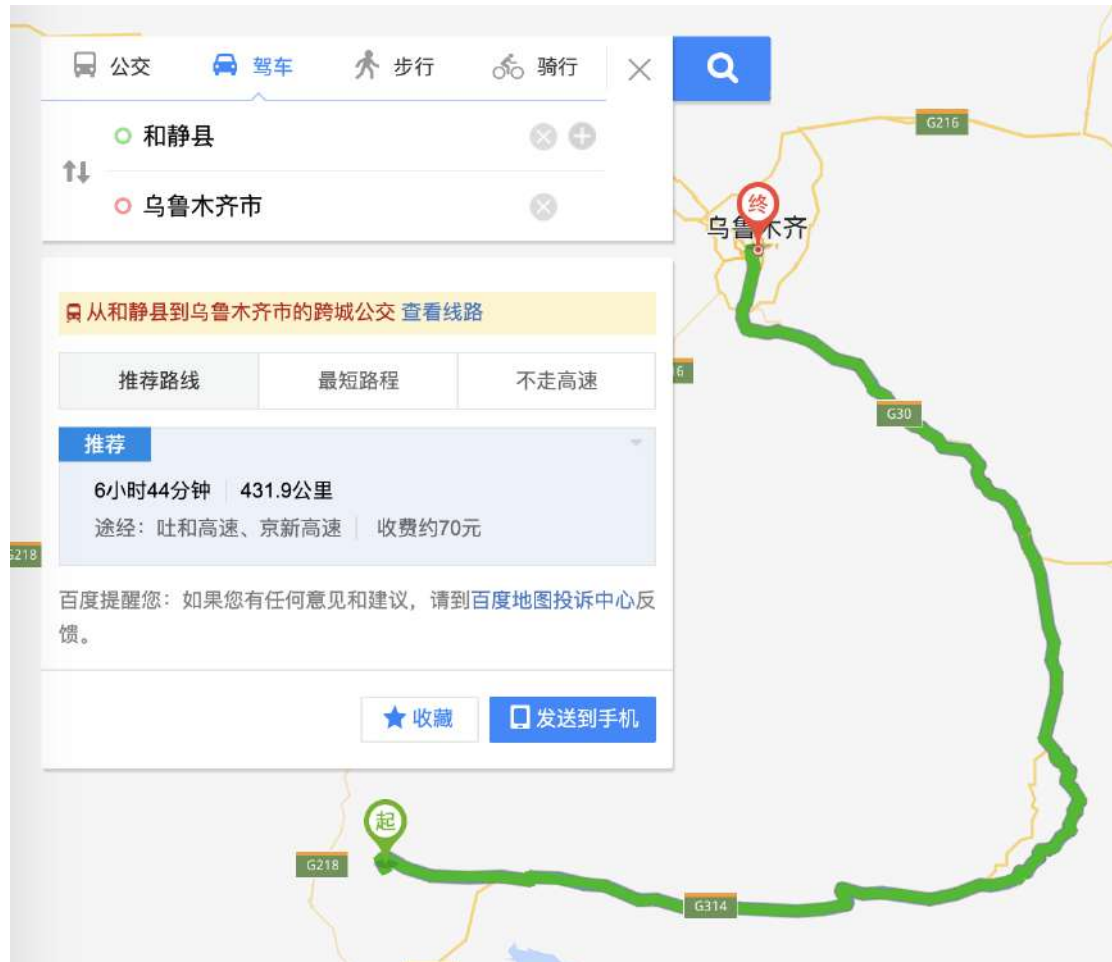 公交 驾车 步行 骑行
和静县
乌鲁木齐市
从和静县到乌鲁木齐市的跨城公交 查看线路
推荐路线 最短路程 不走高速
推荐
6小时44分钟 431.9公里
途经：吐和高速、京新高速 收费约70元
百度提醒您：如果您有任何意见和建议，请到百度地图投诉中心反
馈。
收藏 发送到手机
G216
终
乌鲁木齐
6
G30
G218
起
G218
G314